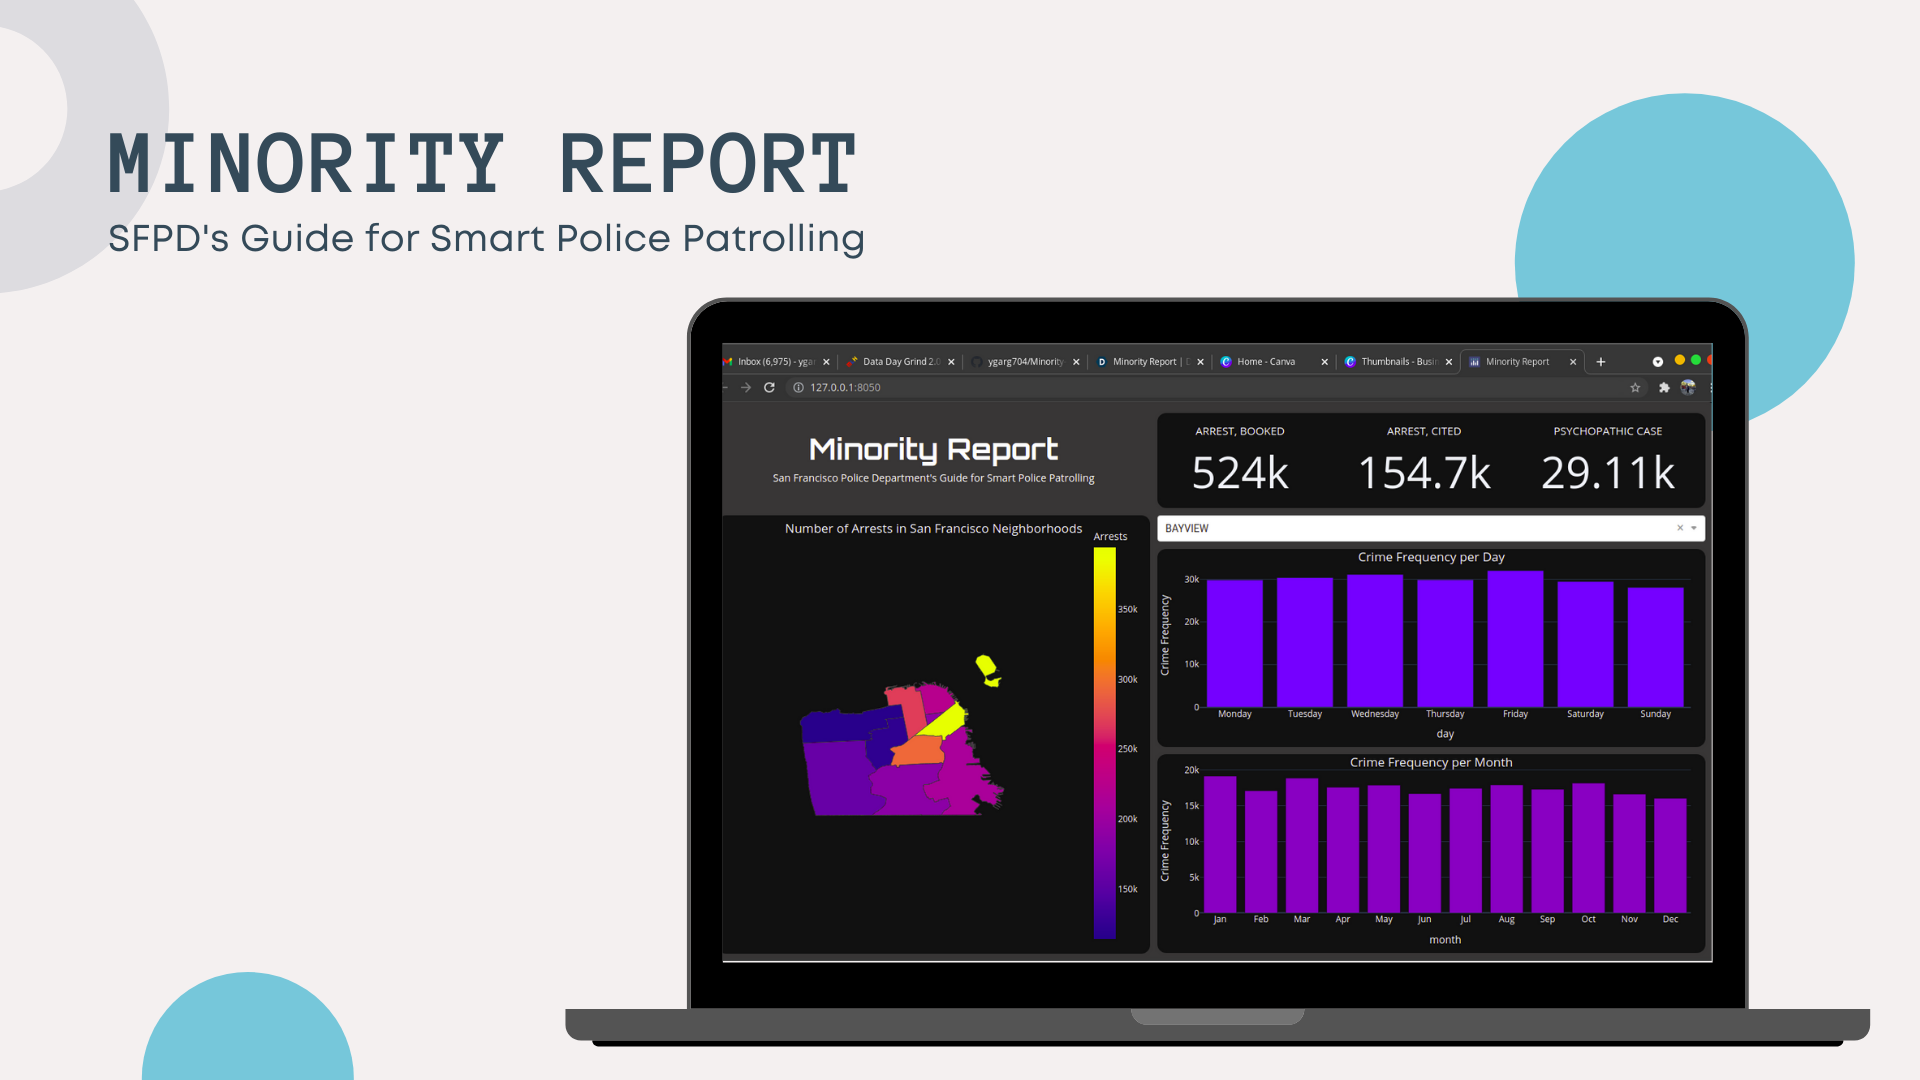 MINORITY REPORT
SFPD's Guide for Smart Police Patrolling
Inbox (6,975) - ygar
Data Day Grind 2.0
ygarg704/Minority
Minority Report |
Home - Canva
Thumbnails - Busin
Minority Report
127.0.0.1:8050
Minority Report
San Francisco Police Department's Guide for Smart Police Patrolling
ARREST, BOOKED
524k
ARREST, CITED
154.7k
PSYCHOPATHIC CASE
29.11k
Number of Arrests in San Francisco Neighborhoods
Arrests
350k
300k
250k
200k
150k
BAYVIEW
Crime Frequency per Day
Crime Frequency
30k
20k
10k
0
Monday Tuesday Wednesday Thursday Friday Saturday Sunday
day
Crime Frequency per Month
Crime Frequency
20k
15k
10k
5k
0
Jan Feb Mar Apr May Jun Jul Aug Sep Oct Nov Dec
month